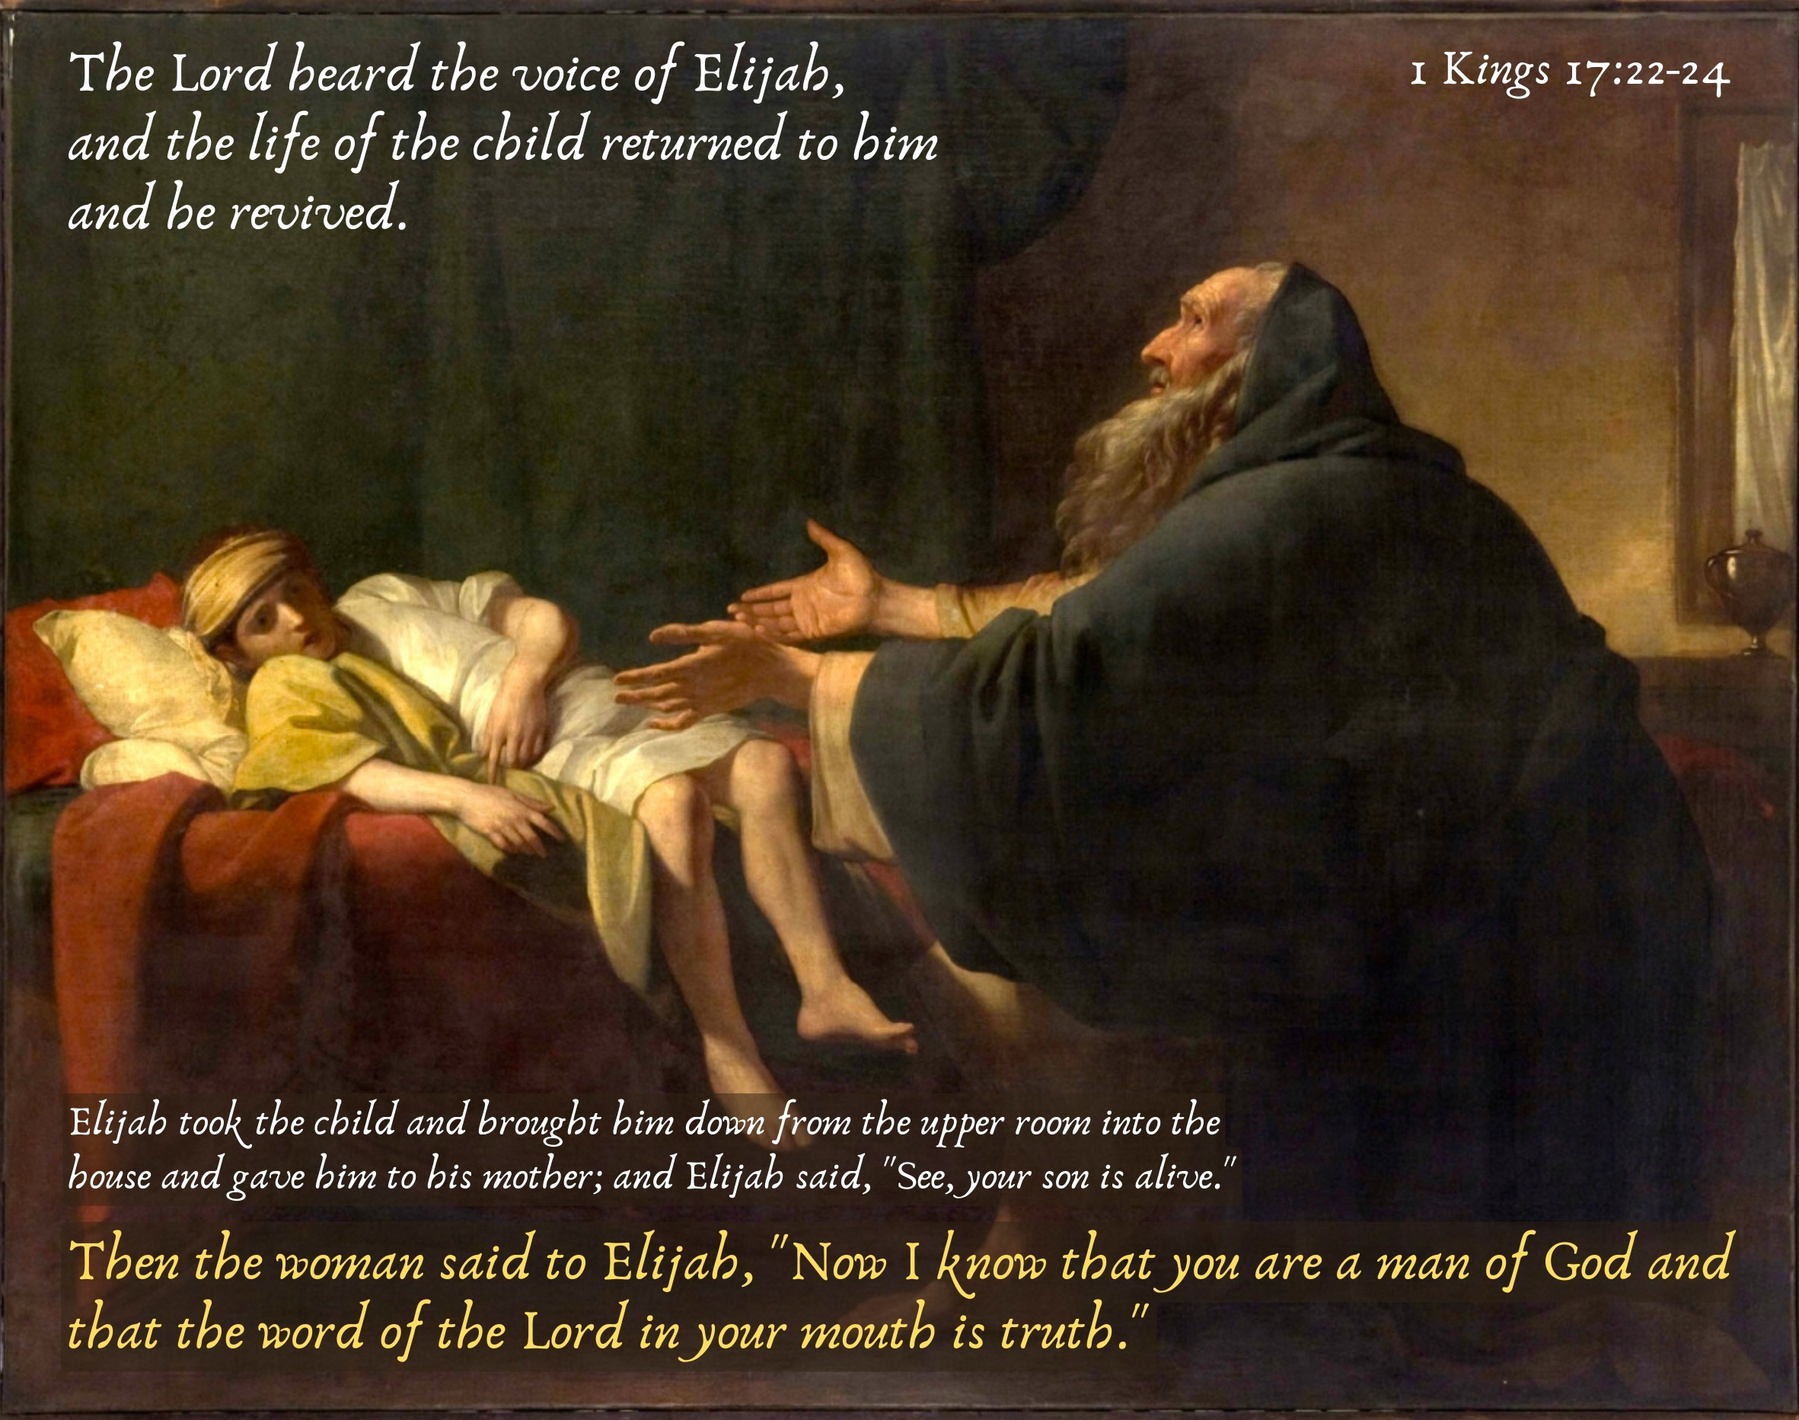 The Lord heard the voice of Elijah,
and the life of the child returned to him
and he revived.
1 Kings 17:22-24
Elijah took the child and brought him down from the upper room into the
house and gave him to his mother; and Elijah said, "See, your son is alive."
Then the woman said to Elijah, "Now I know that you are a man of God and
that the word of the Lord in your mouth is truth."